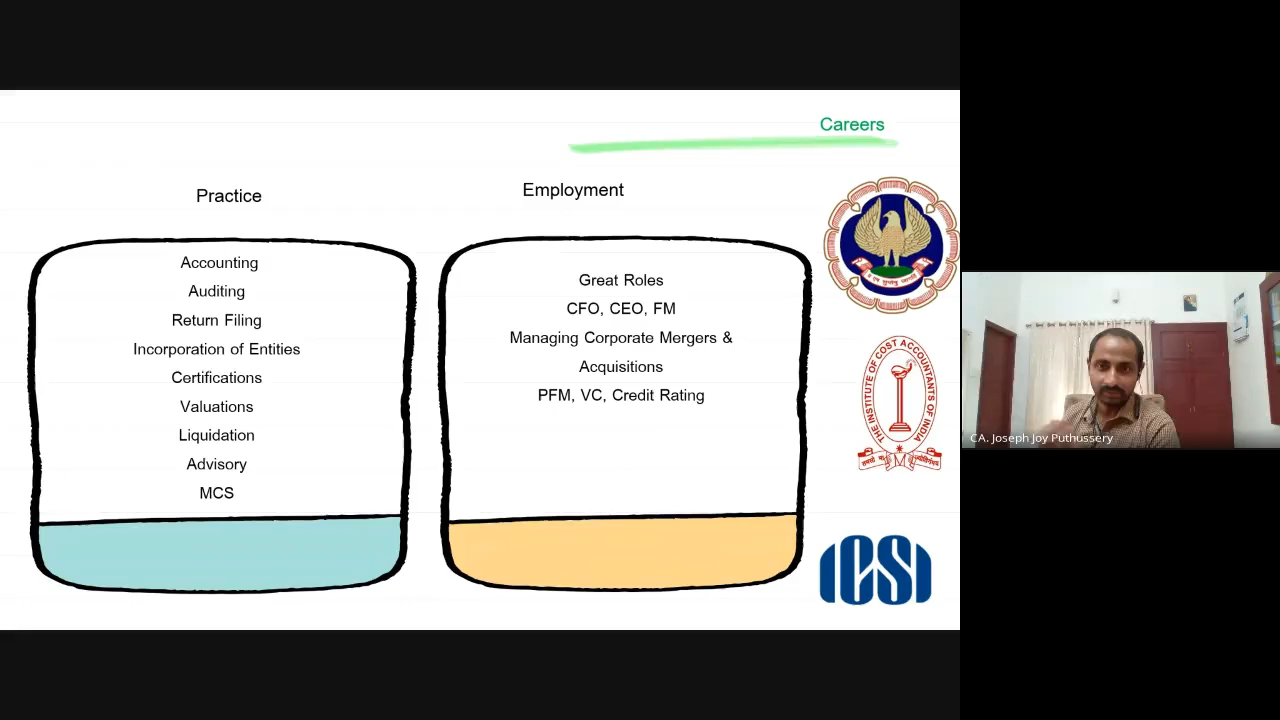 Careers
Practice
Employment
Accounting
Auditing
Return Filing
Incorporation of Entities
Certifications
Valuations
Liquidation
Advisory
MCS
Great Roles
CFO, CEO, FM
Managing Corporate Mergers &
Acquisitions
PFM, VC, Credit Rating
THE INSTITUTE OF COST ACCOUNTANTS OF INDIA
ICSI
CA. Joseph Joy Puthussery